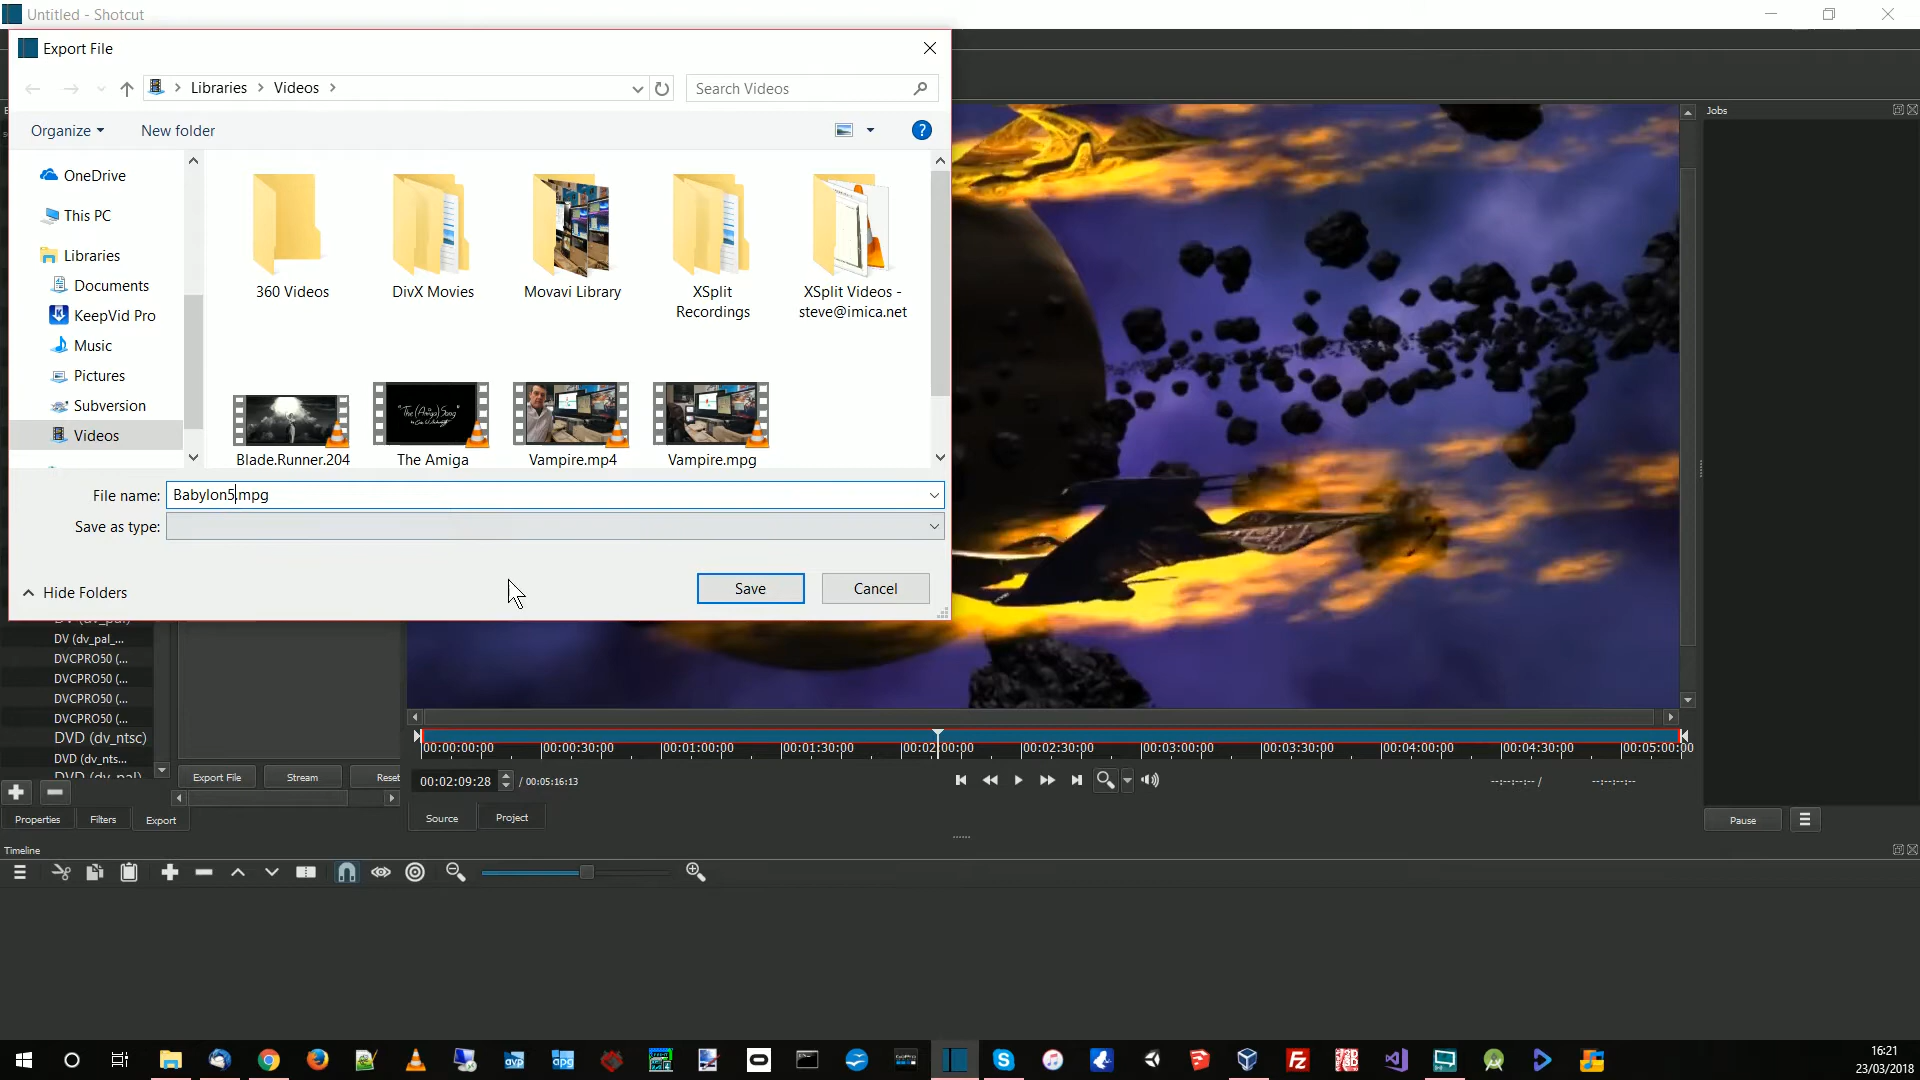 Untitled - Shotcut
Export File
Libraries
Videos
Search Videos
Organize
New folder
OneDrive
This PC
Libraries
Documents
KeepVid Pro
Music
Pictures
Subversion
Videos
360 Videos
DivX Movies
Movavi Library
XSplit
Recordings
XSplit Videos -
steve@imica.net
Blade.Runner.204
The Amiga
Vampire.mp4
Vampire.mpg
"The (Amiga) Song"
File name: Babylon5.mpg
Save as type:
Hide Folders
Save
Cancel
Jobs
DV (dv_pal_...
DVCPRO50 (...
DVCPRO50 (...
DVCPRO50 (...
DVCPRO50 (...
DVD (dv_ntsc)
DVD (dv_nts...
DVD (dv_pal)
Export File
Stream
Reset
00:00:00:00
00:00:30:00
00:01:00:00
00:01:30:00
00:02:00:00
00:02:30:00
00:03:00:00
00:03:30:00
00:04:00:00
00:04:30:00
00:05:00:00
00:02:09:28
/ 00:05:16:13
--:--:--:-- /
--:--:--:--
Properties
Filters
Export
Source
Project
Pause
Timeline
16:21
23/03/2018